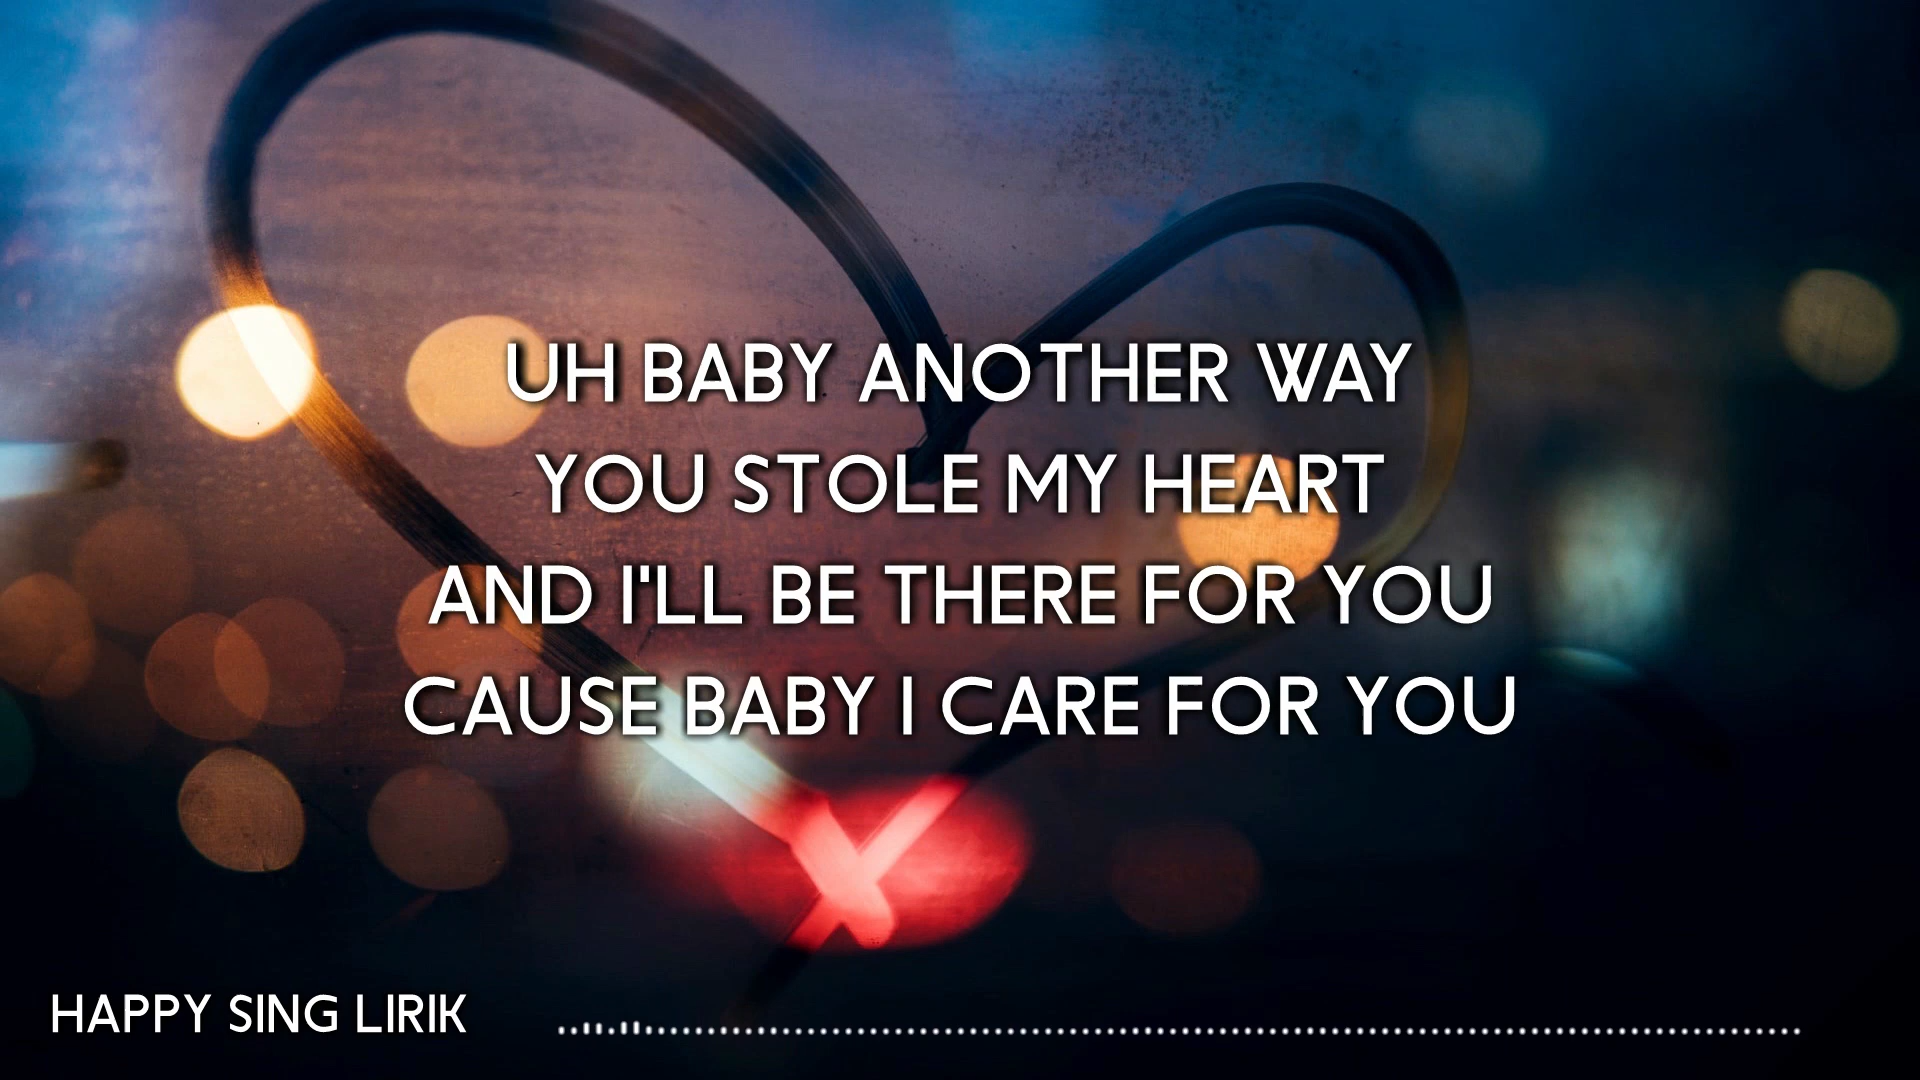 UH BABY ANOTHER WAY
YOU STOLE MY HEART
AND I'LL BE THERE FOR YOU
CAUSE BABY I CARE FOR YOU
HAPPY SING LIRIK